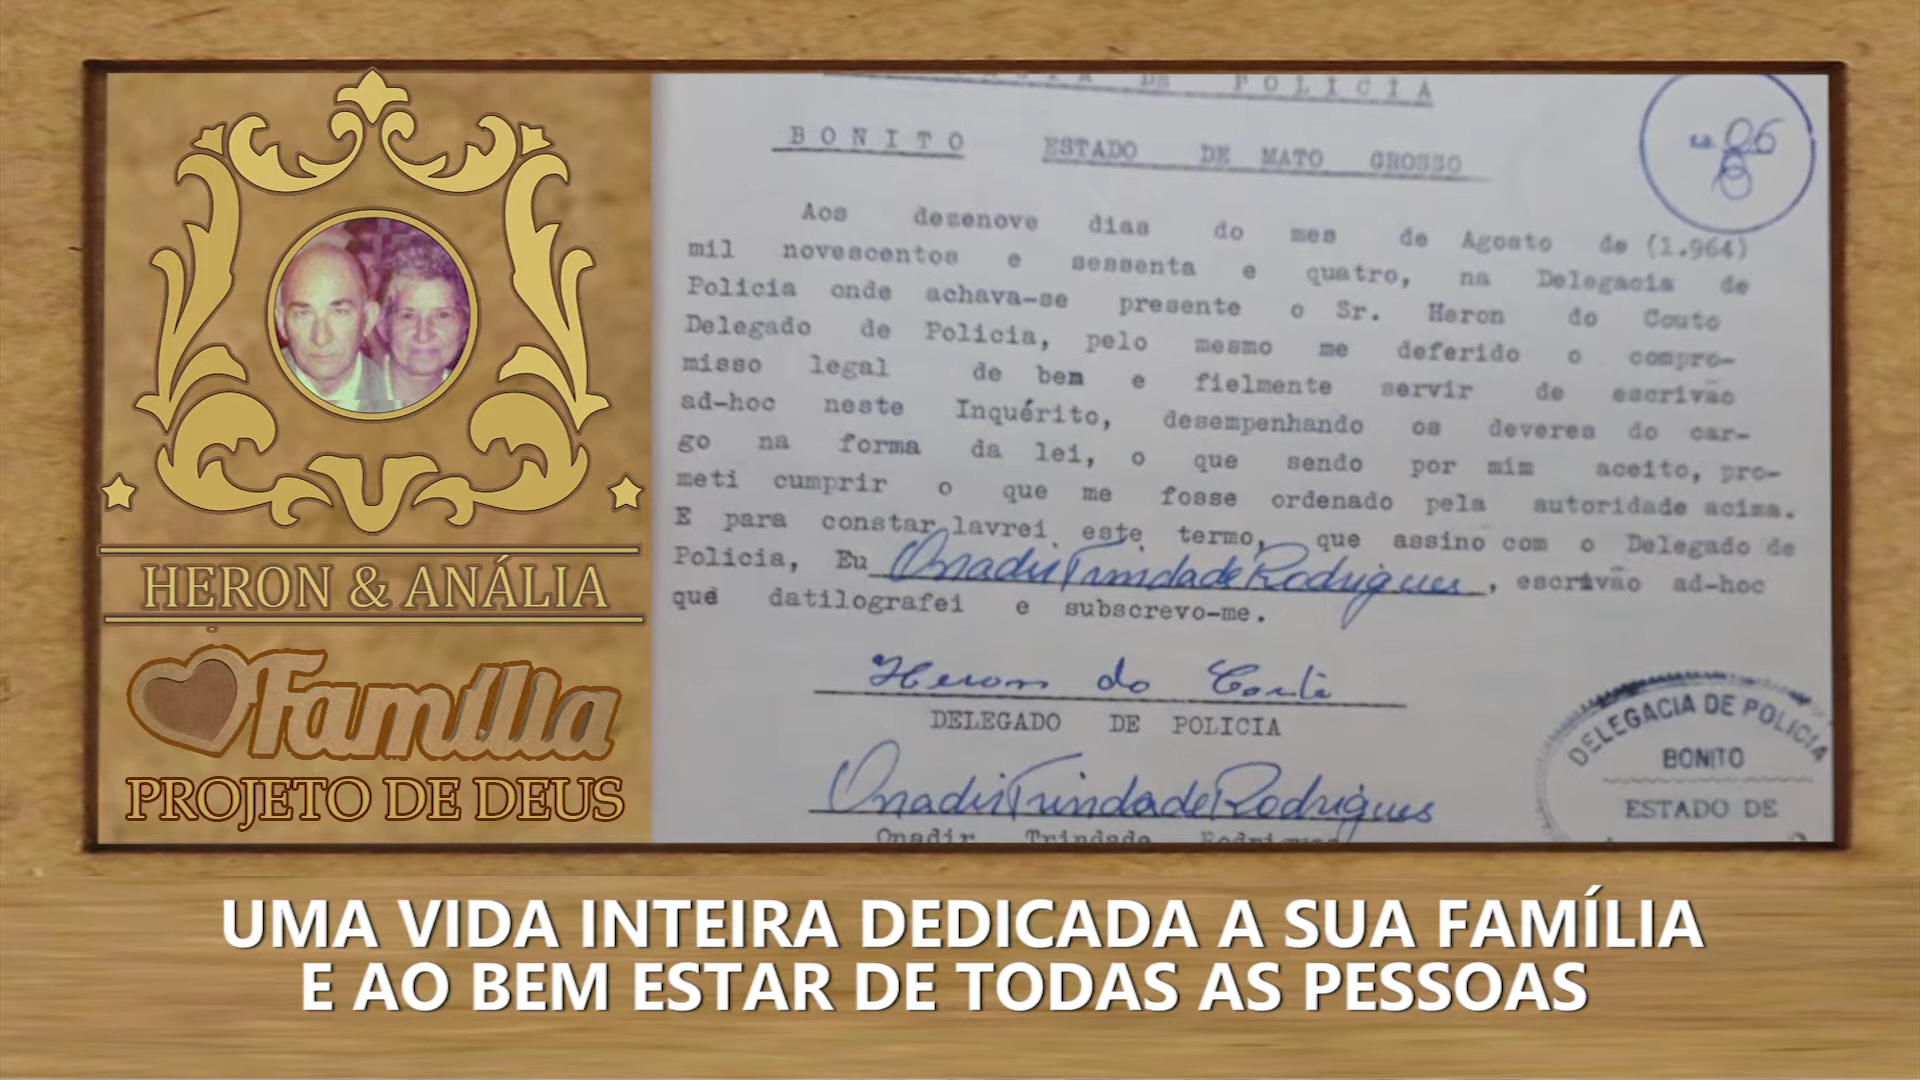 HERON & ANÁLIA
Família
PROJETO DE DEUS
DE POLICIA
BONITO ESTADO DE MATO GROSSO
06
Aos dezenove dias do mes de Agosto de (1.964)
mil novescentos e sessenta e quatro, na Delegacia de
Policia onde achava-se presente o Sr. Heron do Couto
Delegado de Policia, pelo mesmo me deferido o compro-
misso legal de bem e fielmente servir de escrivão
ad-hoc neste Inquérito, desempenhando os deveres do car-
go na forma da lei, o que sendo por mim aceito, pro-
meti cumprir o que me fosse ordenado pela autoridade acima.
E para constar lavrei este termo, que assino com o Delegado de
Policia, Eu Onadir Trindade Rodrigues, escrivão ad-hoc
que datilografei e subscrevo-me.
Heron do Couto
DELEGADO DE POLICIA
Onadir Trindade Rodrigues
Onadir Trindade Rodrigues
DELEGACIA DE POLICIA
BONITO
ESTADO DE
UMA VIDA INTEIRA DEDICADA A SUA FAMÍLIA
E AO BEM ESTAR DE TODAS AS PESSOAS